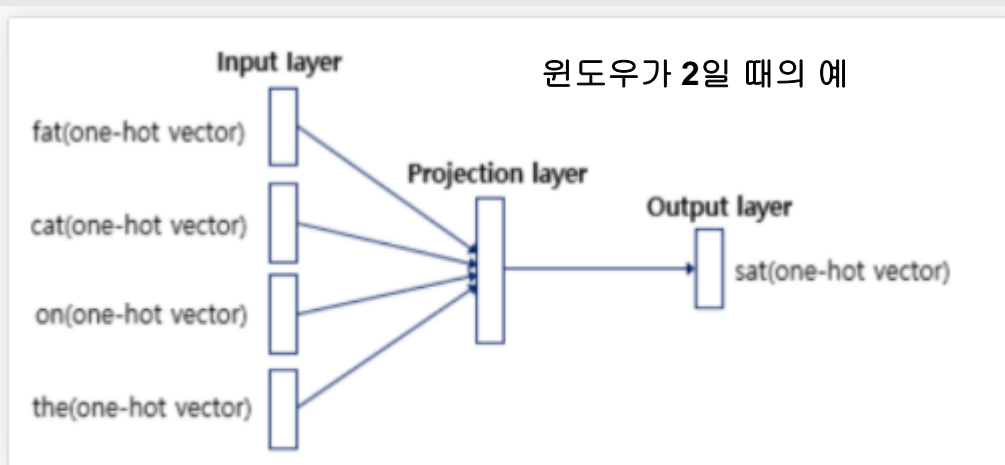 Input layer
윈도우가 2일 때의 예
fat(one-hot vector)
Projection layer
Output layer
cat(one-hot vector)
sat(one-hot vector)
on(one-hot vector)
the(one-hot vector)